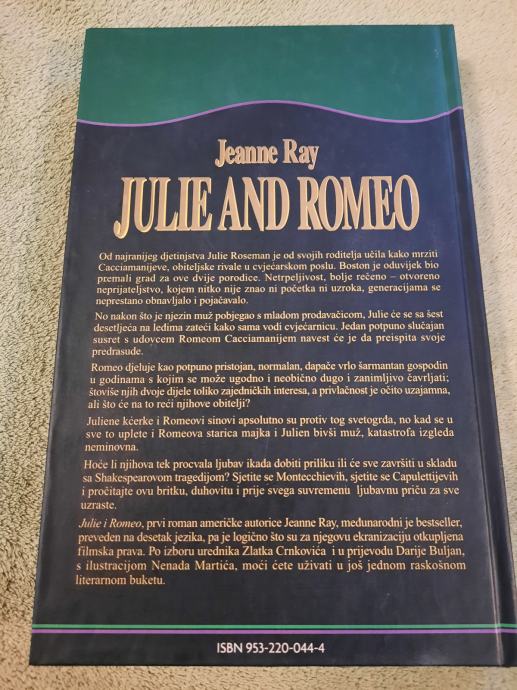 Jeanne Ray
JULIE AND ROMEO
Od najranijeg djetinjstva Julie Roseman je od svojih roditelja učila kako mrziti
Cacciamanijeve, obiteljske rivale u cvjećarskom poslu. Boston je oduvijek bio
premali grad za ove dvije porodice. Netrpeljivost, bolje rečeno – otvoreno
neprijateljstvo, kojem nitko nije znao ni početka ni uzroka, generacijama se
neprestano obnavljalo i pojačavalo.
No nakon što je njezin muž pobjegao s mladom prodavačicom, Julie će se sa šest
desetljeća na leđima zateći kako sama vodi cvjećarnicu. Jedan potpuno slučajan
susret s udovcem Romeom Cacciamanijem navest će je da preispita svoje
predrasude.
Romeo djeluje kao potpuno pristojan, normalan, dapače vrlo šarmantan gospodin
u godinama s kojim se može ugodno i neobično dugo i zanimljivo čavrljati;
štoviše njih dvoje dijele toliko zajedničkih interesa, a privlačnost je očito uzajamna,
ali što će na to reći njihove obitelji?
Juliene kćerke i Romeovi sinovi apsolutno su protiv tog svetogrđa, no kad se u
sve to uplete i Romeova starica majka i Julien bivši muž, katastrofa izgleda
neminovna.
Hoće li njihova tek procvala ljubav ikada dobiti priliku ili će sve završiti u skladu
sa Shakespearovom tragedijom? Sjetite se Montecchievih, sjetite se Capulettijevih
i pročitajte ovu britku, duhovitu i prije svega suvremenu ljubavnu priču za sve
uzraste.
Julie i Romeo, prvi roman američke autorice Jeanne Ray, međunarodni je bestseller,
preveden na desetak jezika, pa je logično što su za njegovu ekranizaciju otkupljena
filmska prava. Po izboru urednika Zlatka Crnkovića i u prijevodu Darije Buljan,
s ilustracijom Nenada Martića, moći ćete uživati u još jednom raskošnom
literarnom buketu.
ISBN 953-220-044-4